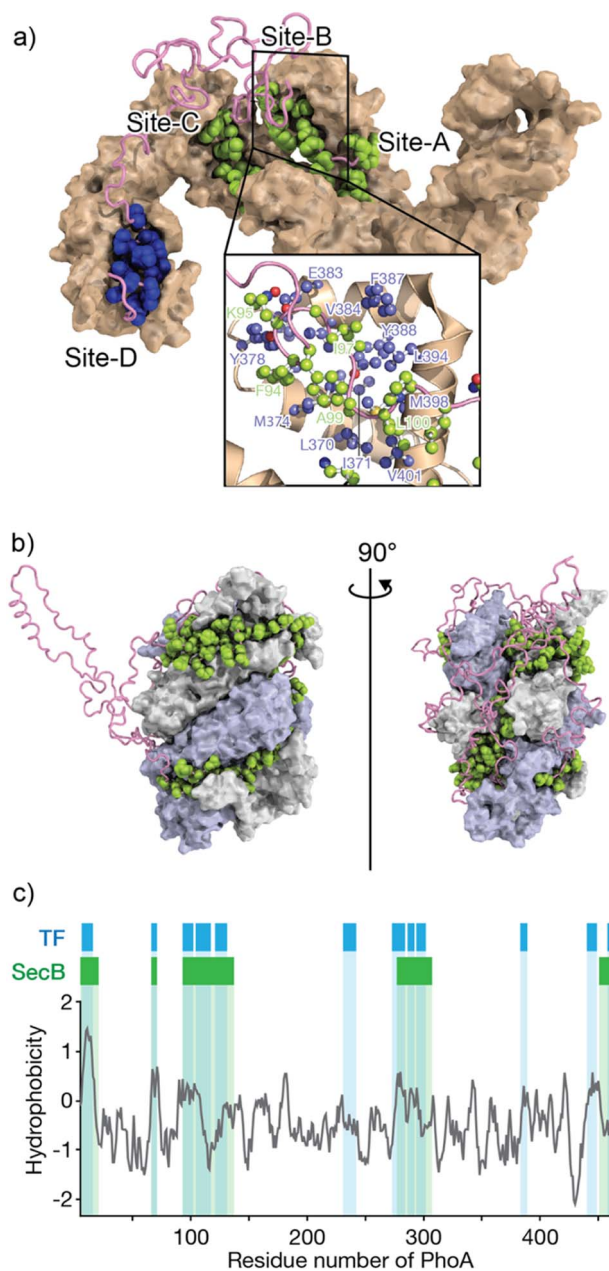 a)
Site-B
Site-C
Site-A
Site-D
E383
F387
K95
V384
I97
Y388
Y378
L394
F94
M398
M374
A99
L100
L370
I371
V401
b)
90°
c)
TF
SecB
2
1
0
-1
-2
Hydrophobicity
100
200
300
400
Residue number of PhoA